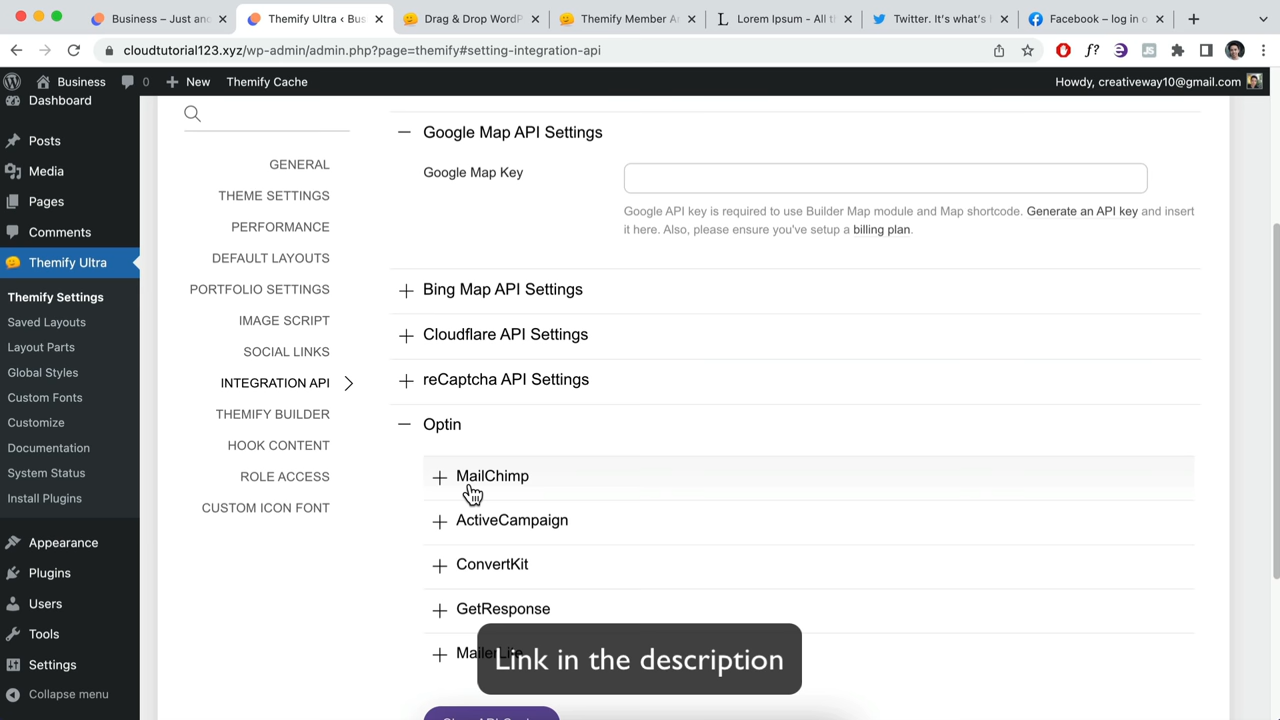 Business – Just and
Themify Ultra ‹ Bus
Drag & Drop WordP
Themify Member A
Lorem Ipsum - All t
Twitter. It's what's
Facebook – log in o
cloudtutorial123.xyz/wp-admin/admin.php?page=themify#setting-integration-api
Business
0
New
Themify Cache
Howdy, creativeway10@gmail.com
Dashboard
Posts
Media
Pages
Comments
Themify Ultra
Themify Settings
Saved Layouts
Layout Parts
Global Styles
Custom Fonts
Customize
Documentation
System Status
Install Plugins
Appearance
Plugins
Users
Tools
Settings
Collapse menu
GENERAL
THEME SETTINGS
PERFORMANCE
DEFAULT LAYOUTS
PORTFOLIO SETTINGS
IMAGE SCRIPT
SOCIAL LINKS
INTEGRATION API
THEMIFY BUILDER
HOOK CONTENT
ROLE ACCESS
CUSTOM ICON FONT
Google Map API Settings
Google Map Key
Google API key is required to use Builder Map module and Map shortcode. Generate an API key and insert
it here. Also, please ensure you've setup a billing plan.
Bing Map API Settings
Cloudflare API Settings
reCaptcha API Settings
Optin
MailChimp
ActiveCampaign
ConvertKit
GetResponse
Link in the description